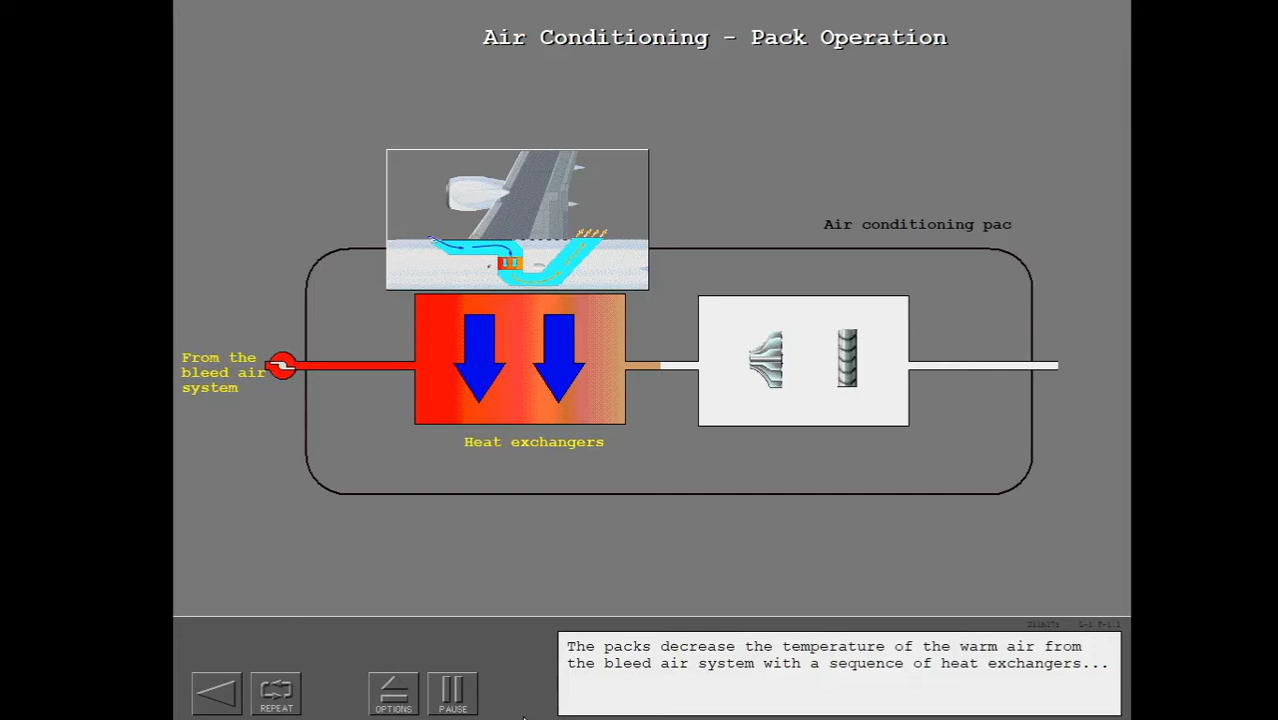 Air Conditioning - Pack Operation
Air conditioning pac
From the
bleed air
system
Heat exchangers
The packs decrease the temperature of the warm air from
the bleed air system with a sequence of heat exchangers...
REPEAT
OPTIONS
PAUSE